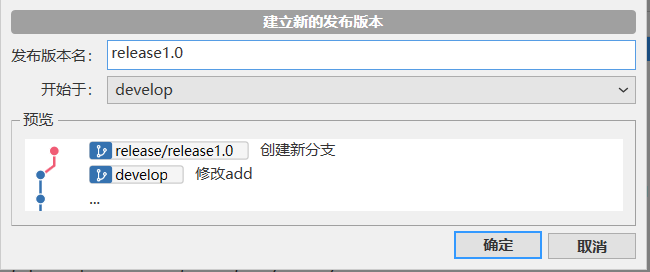 建立新的发布版本
发布版本名： release1.0
开始于： develop
预览
release/release1.0 创建新分支
develop 修改add
...
确定 取消